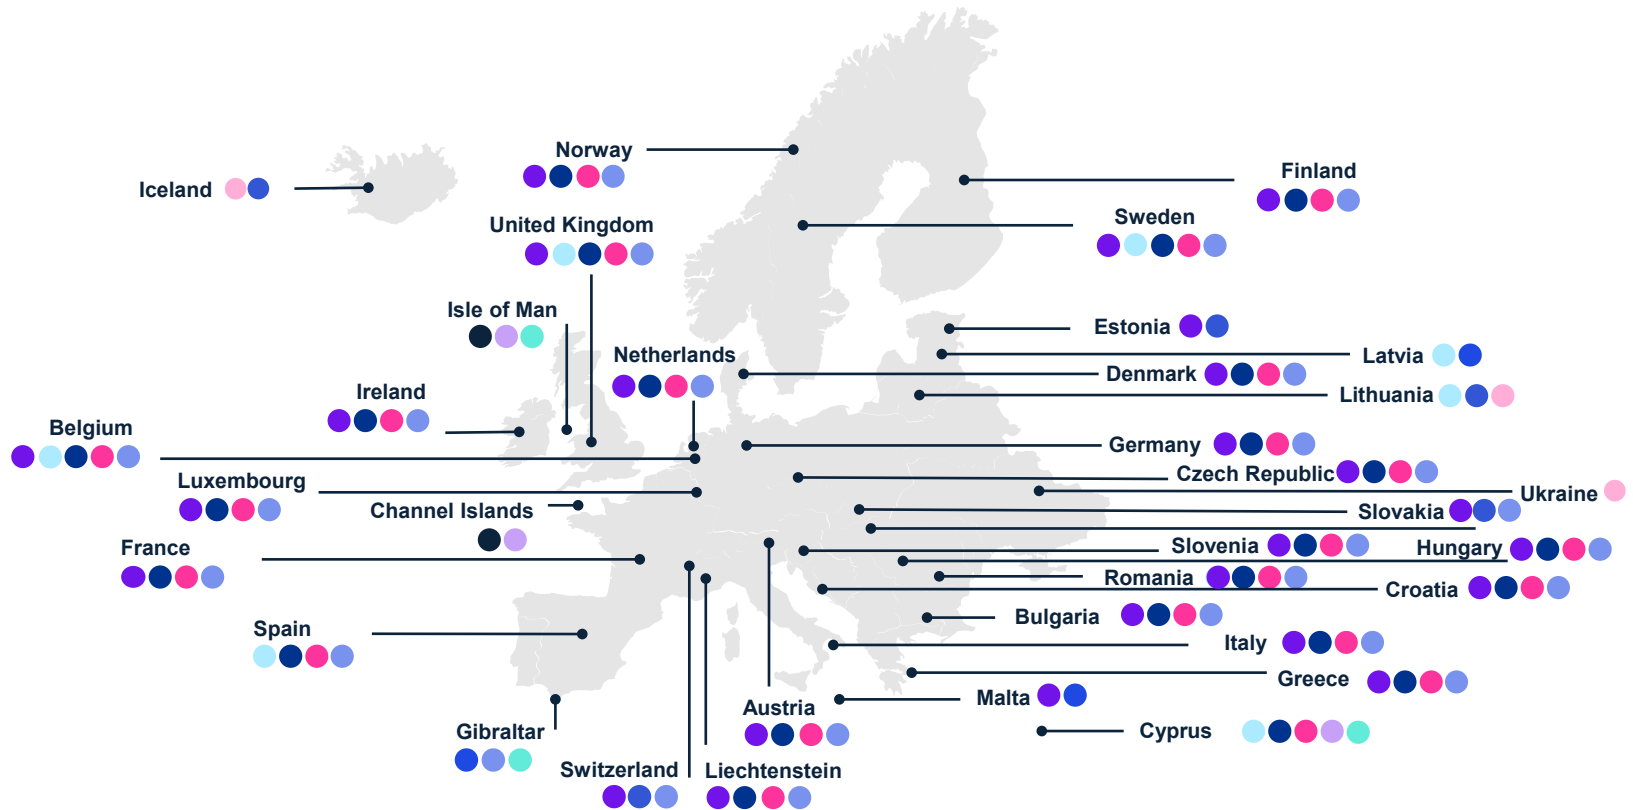 Norway
Finland
Iceland
Sweden
United Kingdom
Isle of Man
Estonia
Netherlands
Latvia
Denmark
Ireland
Lithuania
Belgium
Germany
Czech Republic
Luxembourg
Ukraine
Channel Islands
Slovakia
France
Slovenia
Hungary
Romania
Croatia
Bulgaria
Spain
Italy
Greece
Malta
Austria
Gibraltar
Cyprus
Switzerland
Liechtenstein